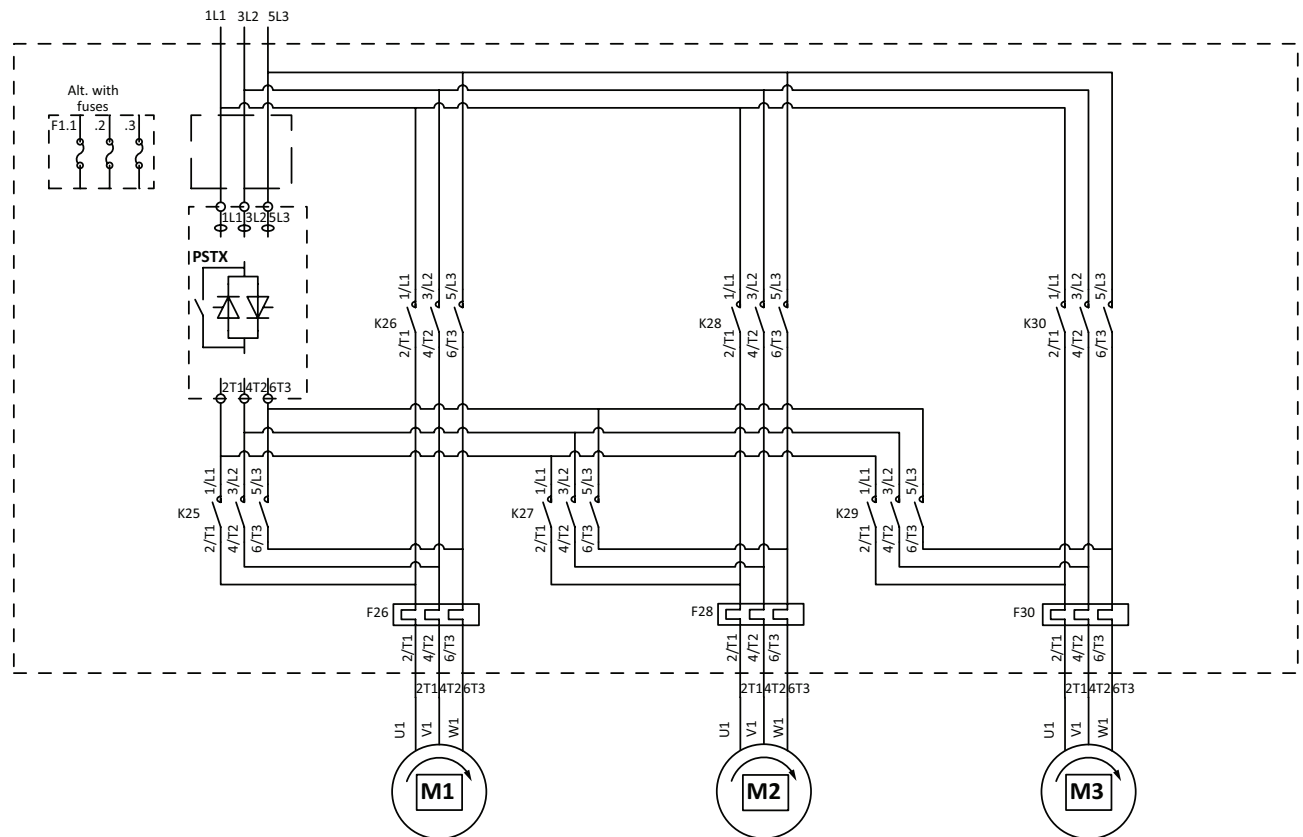 1L1 3L2 5L3
Alt. with
fuses
F1.1 .2 .3
1L1 3L2 5L3
PSTX
1/L1 3/L2 5/L3
K26
2/T1 4/T2 6/T3
1/L1 3/L2 5/L3
K28
2/T1 4/T2 6/T3
1/L1 3/L2 5/L3
K30
2/T1 4/T2 6/T3
2T1 4T2 6T3
1/L1 3/L2 5/L3
K25
2/T1 4/T2 6/T3
1/L1 3/L2 5/L3
K27
2/T1 4/T2 6/T3
1/L1 3/L2 5/L3
K29
2/T1 4/T2 6/T3
F26
2/T1 4/T2 6/T3
F28
2/T1 4/T2 6/T3
F30
2/T1 4/T2 6/T3
2T1 4T2 6T3
2T1 4T2 6T3
2T1 4T2 6T3
U1 V1 W1
U1 V1 W1
U1 V1 W1
M1
M2
M3